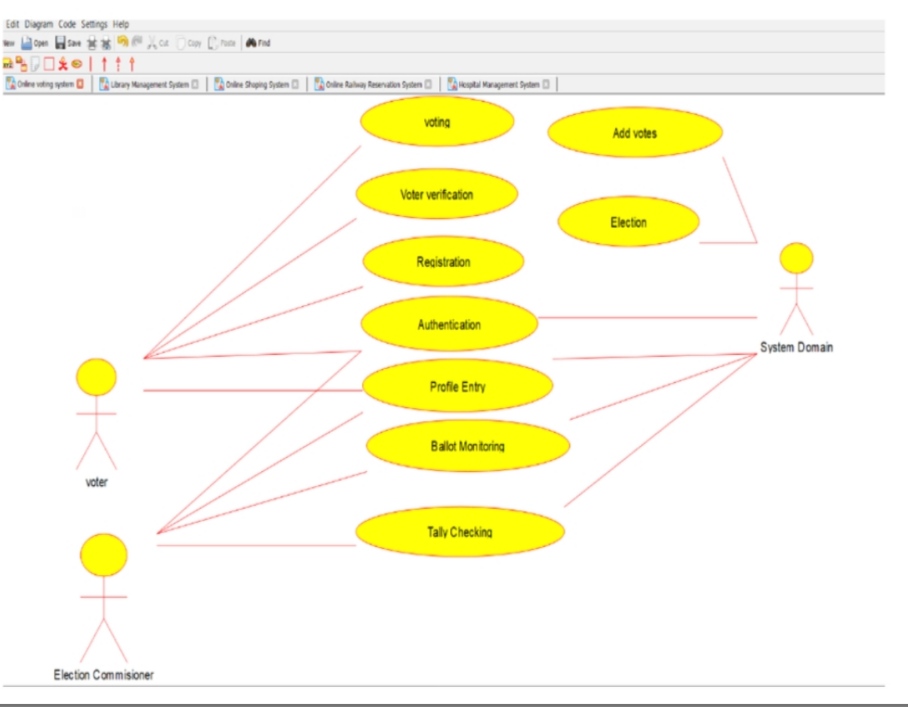 Edit Diagram Code Settings Help
New Open Save Cut Copy Paste Find
Online voting system Library Management System Online Shoping System Online Railway Reservation System Hospital Management System
voting
Add votes
Voter verification
Election
Registration
Authentication
System Domain
Profile Entry
Ballot Monitoring
voter
Tally Checking
Election Commisioner